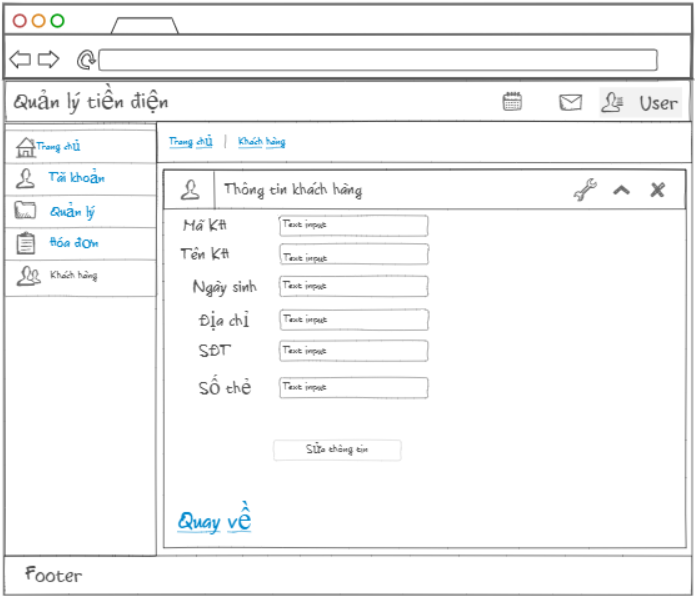 Quản lý tiền điện
User
Trang chủ
Tài khoản
Quản lý
Hóa đơn
Khách hàng
Trang chủ | Khách hàng
Thông tin khách hàng
Mã KH Text input
Tên KH Text input
Ngày sinh Text input
Địa chỉ Text input
SĐT Text input
Số thẻ Text input
Sửa thông tin
Quay về
Footer